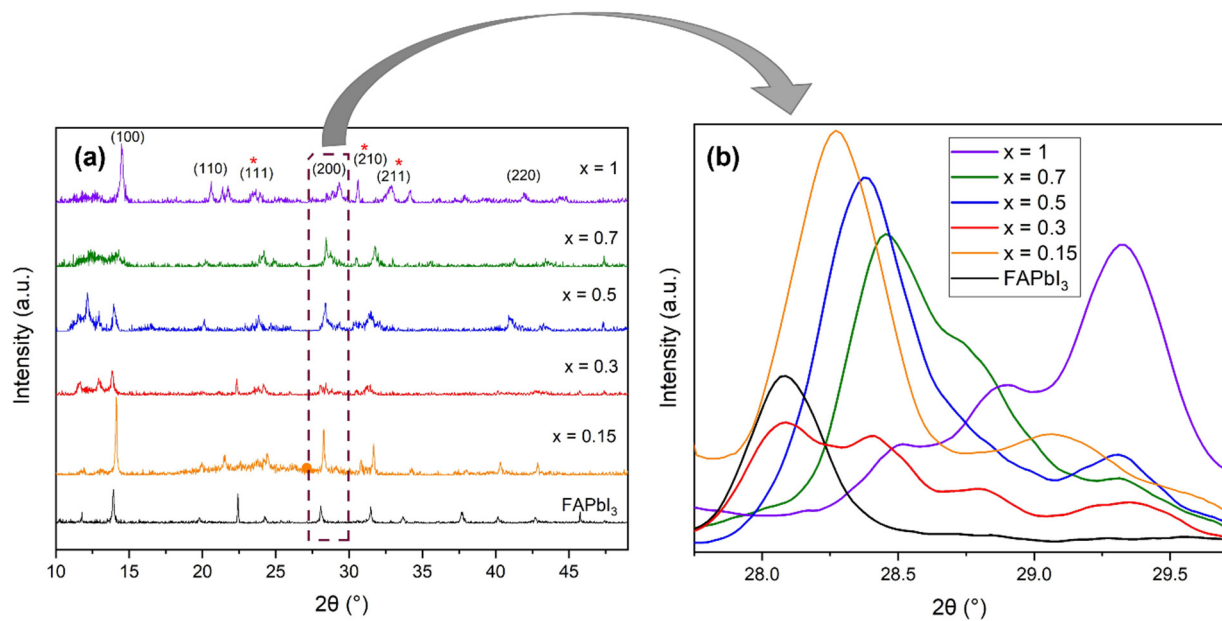 (a)
(100)
(110)
*
(111)
(200)
*
(210)
*
(211)
(220)
x = 1
x = 0.7
x = 0.5
x = 0.3
x = 0.15
FAPbI₃
Intensity (a.u.)
10 15 20 25 30 35 40 45
2θ (°)
(b)
x = 1
x = 0.7
x = 0.5
x = 0.3
x = 0.15
FAPbI₃
Intensity (a.u.)
28.0 28.5 29.0 29.5
2θ (°)